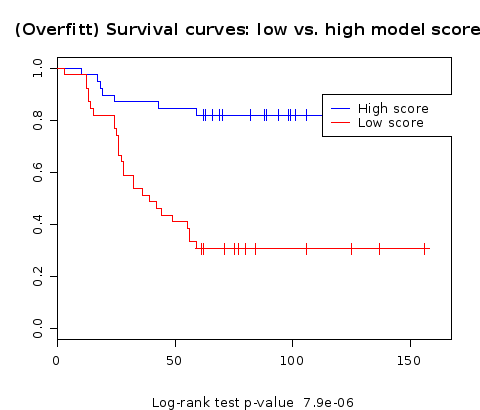 (Overfitt) Survival curves: low vs. high model score
1.0
0.8
0.6
0.4
0.2
0.0
High score
Low score
0 50 100 150
Log-rank test p-value 7.9e-06